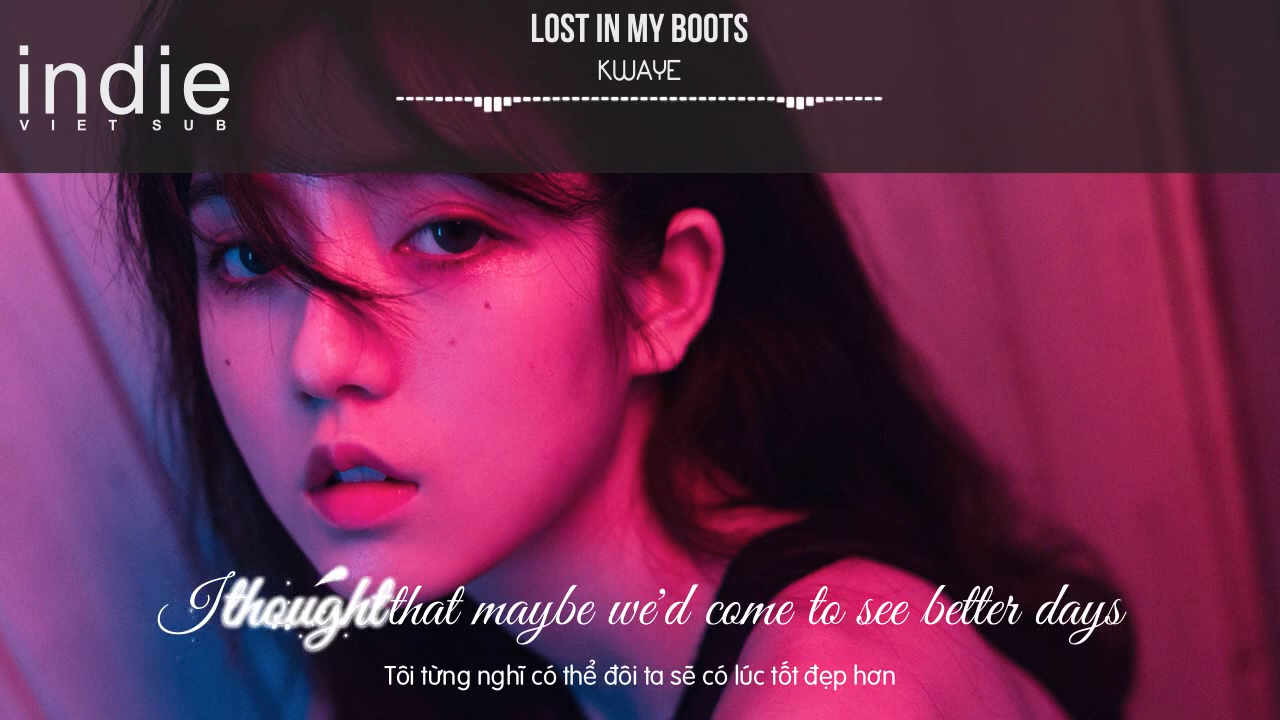 LOST IN MY BOOTS
KWAYE
indie
VIET SUB
I thought that maybe we'd come to see better days
Tôi từng nghĩ có thể đôi ta sẽ có lúc tốt đẹp hơn